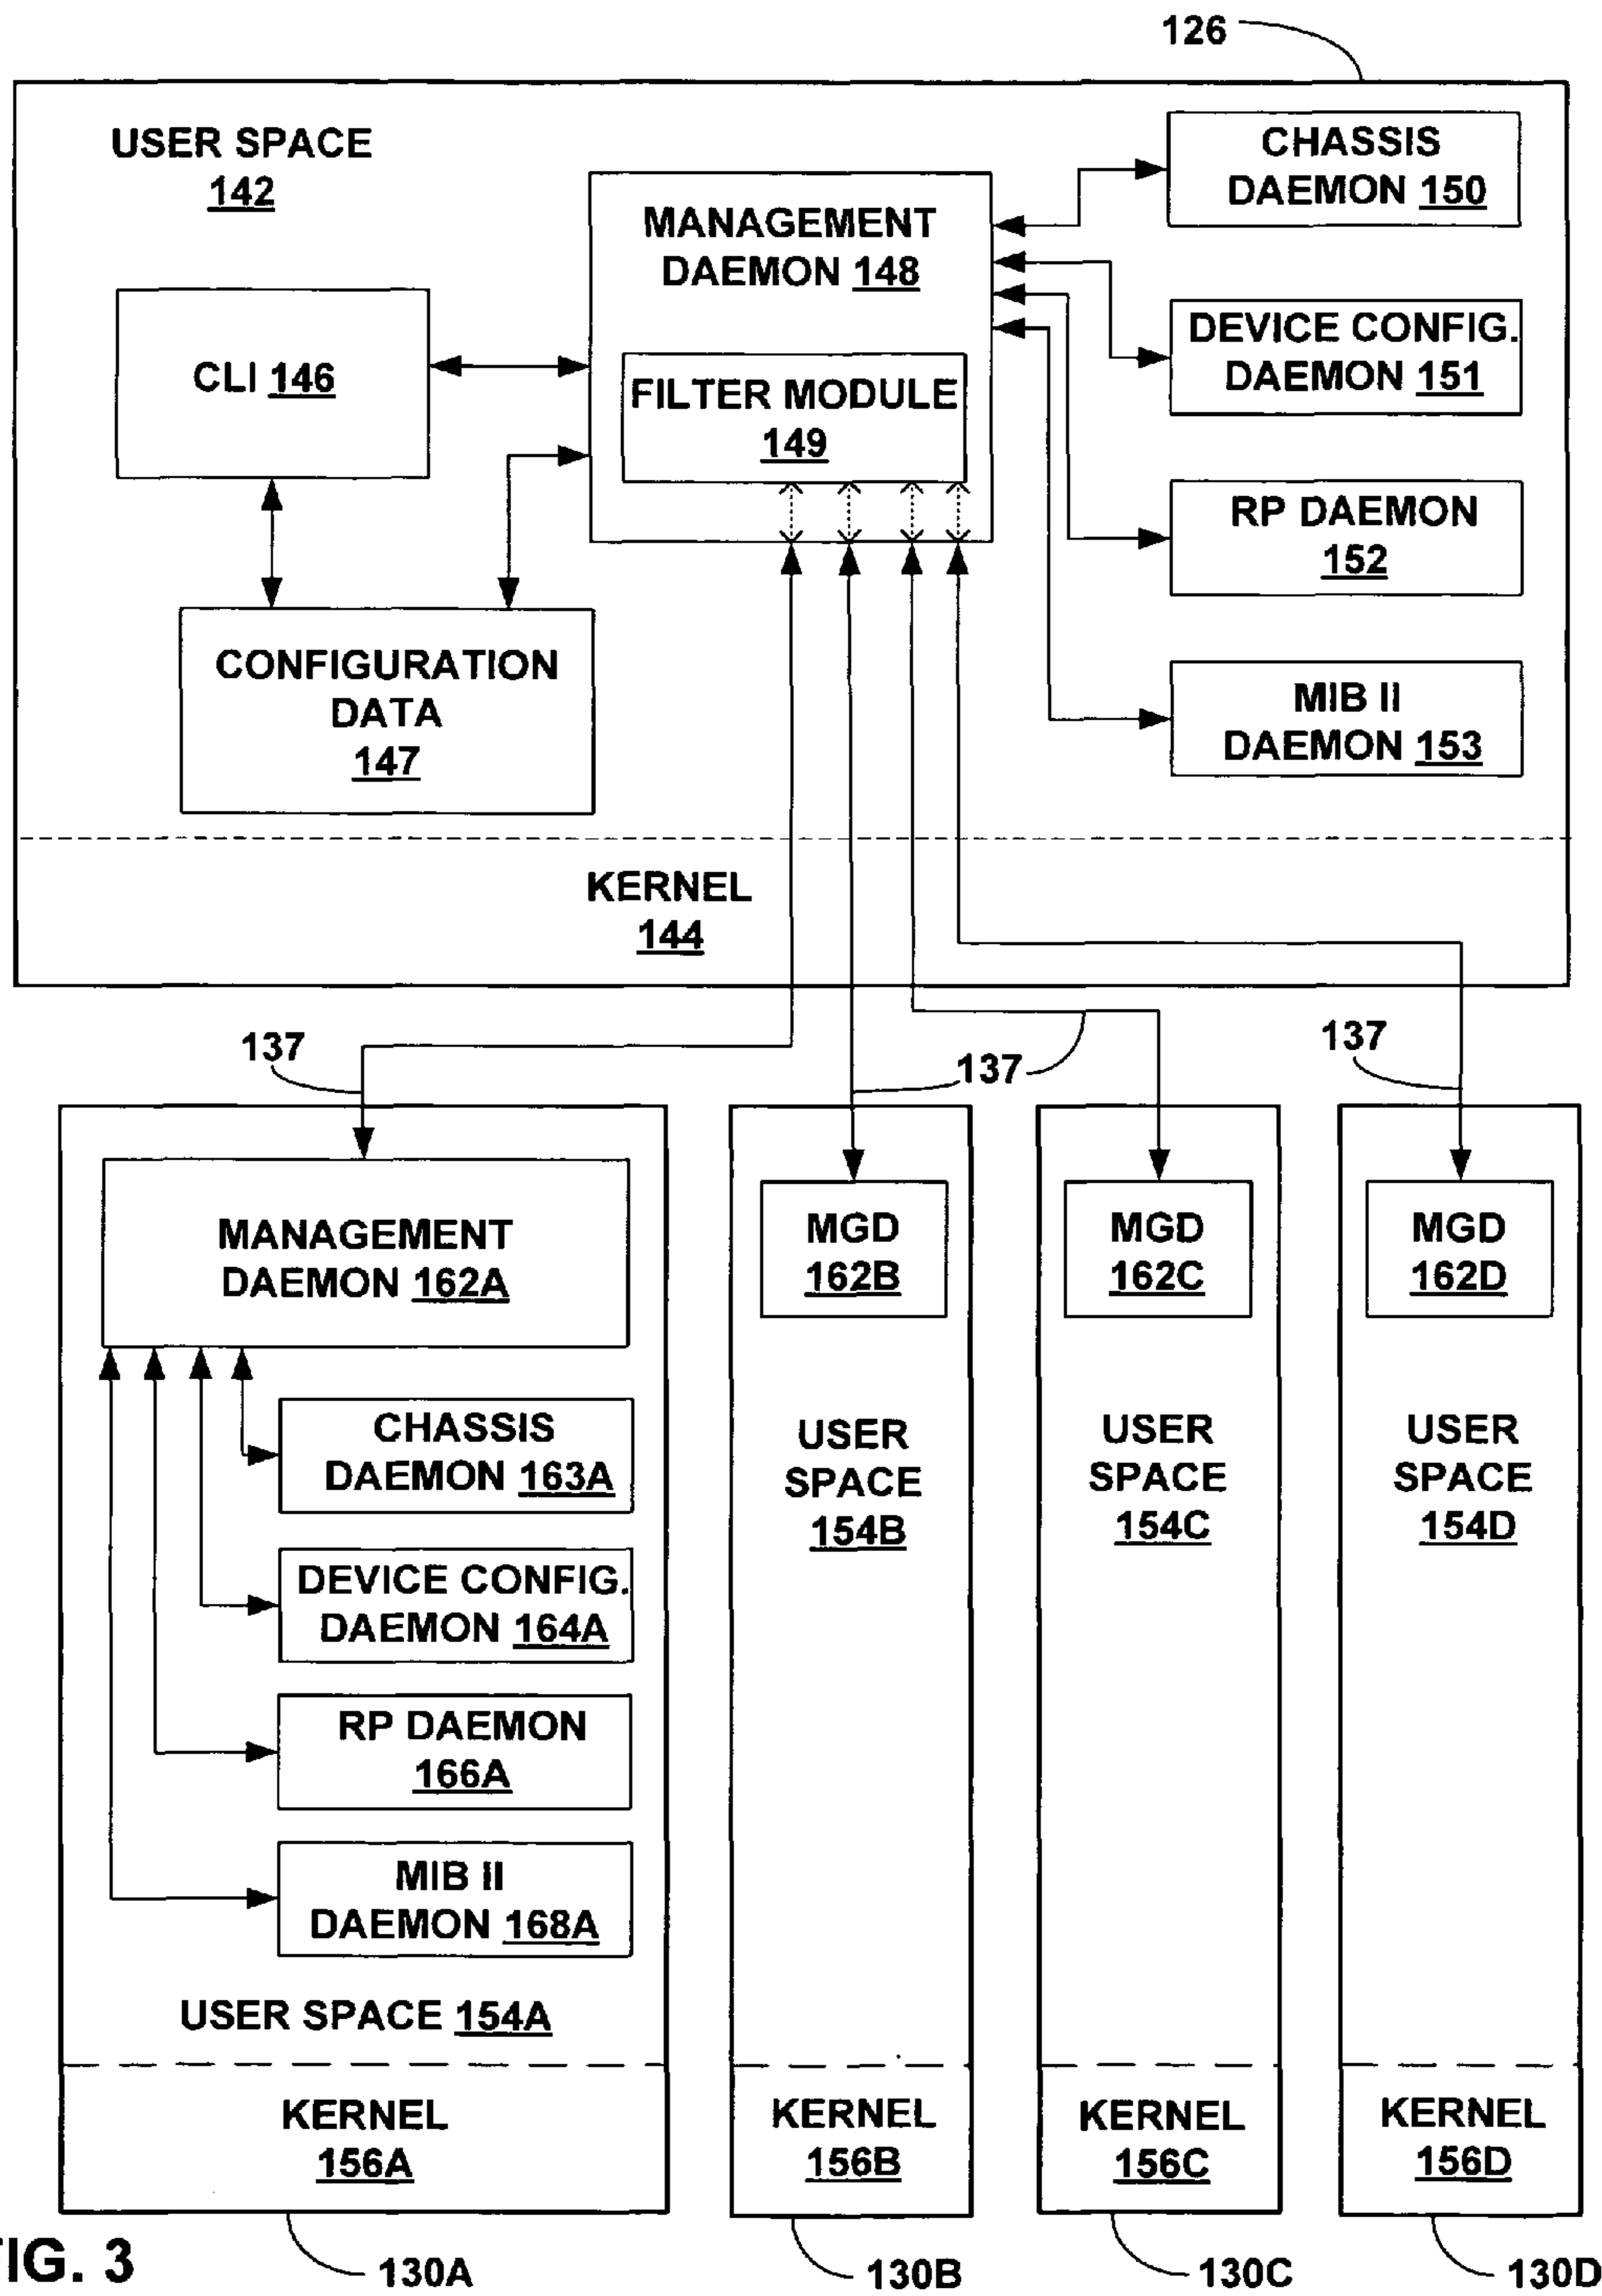 126
USER SPACE
142
CHASSIS
DAEMON 150
MANAGEMENT
DAEMON 148
DEVICE CONFIG.
DAEMON 151
CLI 146
FILTER MODULE
149
RP DAEMON
152
CONFIGURATION
DATA
147
MIB II
DAEMON 153
KERNEL
144
137
137
137
MANAGEMENT
DAEMON 162A
MGD
162B
MGD
162C
MGD
162D
CHASSIS
DAEMON 163A
USER
SPACE
154B
USER
SPACE
154C
USER
SPACE
154D
DEVICE CONFIG.
DAEMON 164A
RP DAEMON
166A
MIB II
DAEMON 168A
USER SPACE 154A
KERNEL
156A
KERNEL
156B
KERNEL
156C
KERNEL
156D
FIG. 3
130A
130B
130C
130D